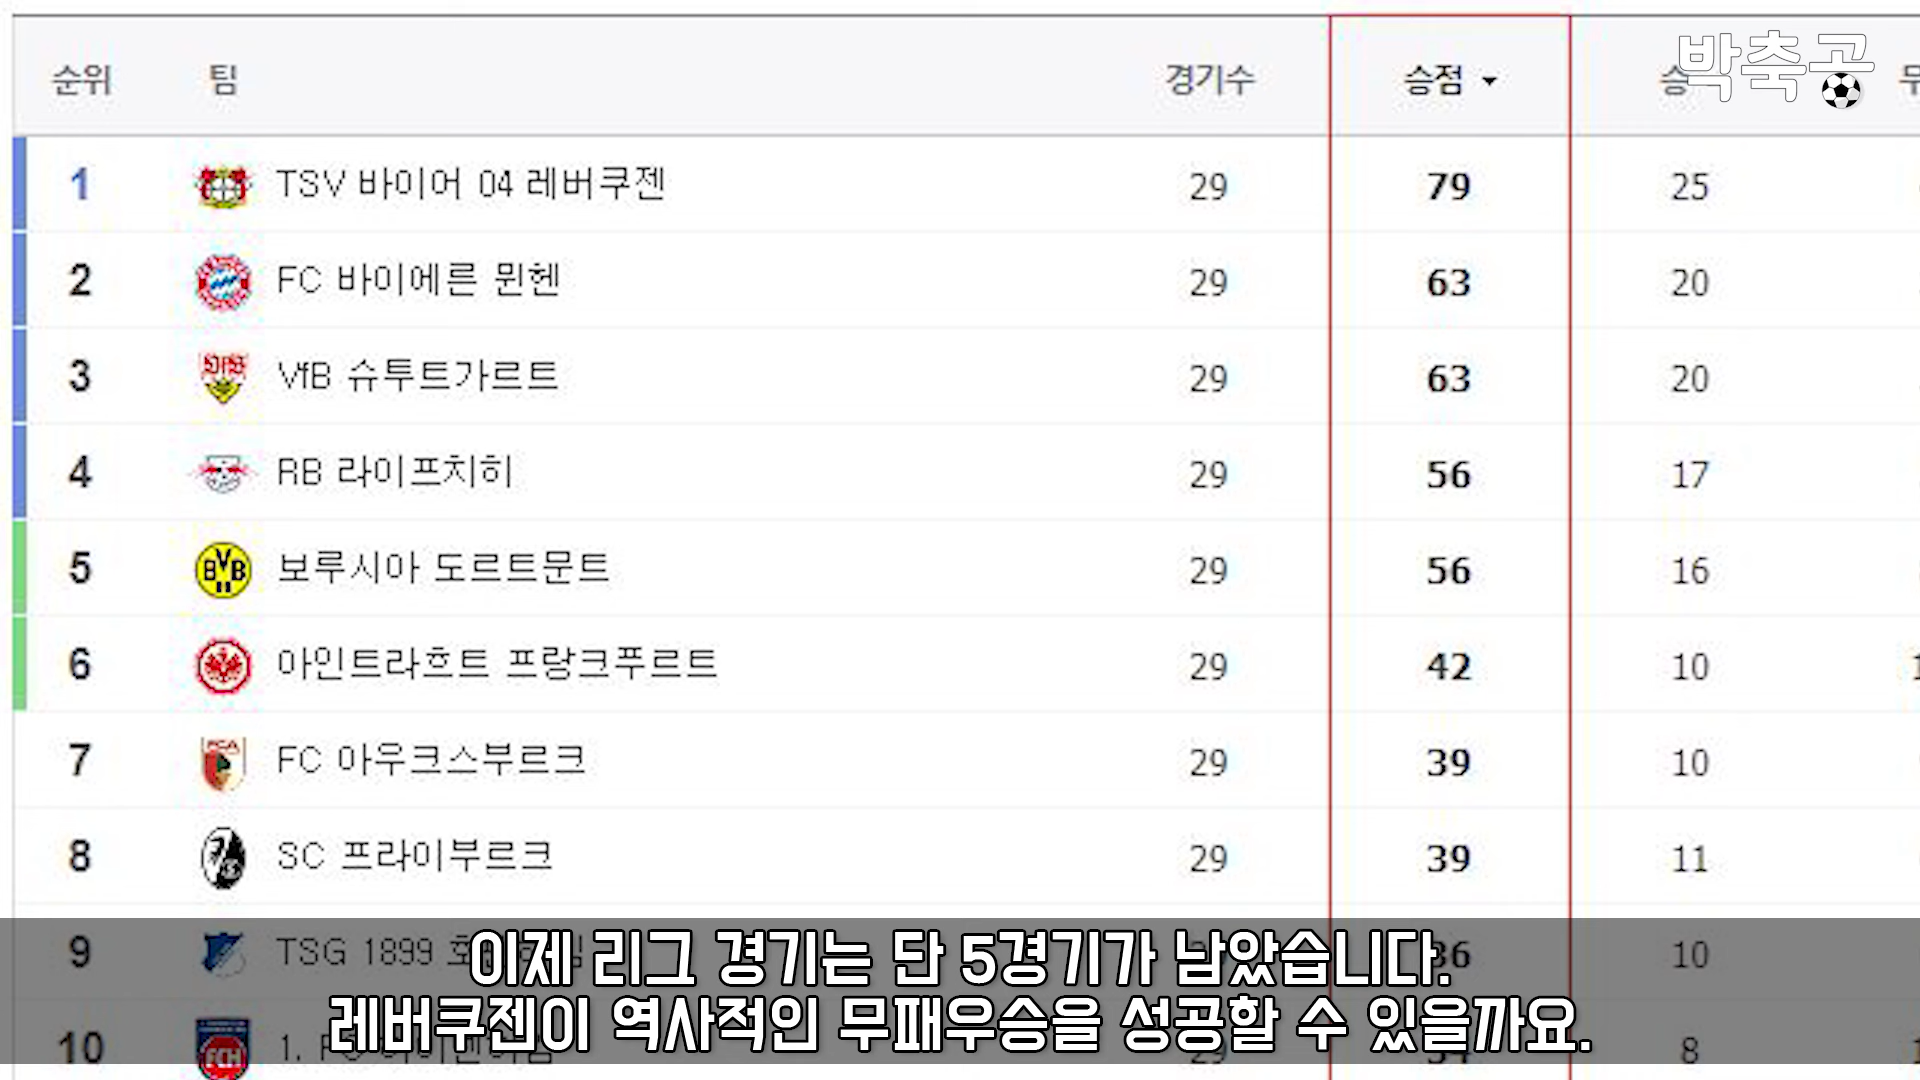 순위 팀 경기수 승점 승
박축공
1 TSV 바이어 04 레버쿠젠 29 79 25
2 FC 바이에른 뮌헨 29 63 20
3 VfB 슈투트가르트 29 63 20
4 RB 라이프치히 29 56 17
5 BVB 보루시아 도르트문트 29 56 16
6 아인트라흐트 프랑크푸르트 29 42 10
7 FCA FC 아우크스부르크 29 39 10
8 SC 프라이부르크 29 39 11
9 TSG 1899 36 10
이제 리그 경기는 단 5경기가 남았습니다.
레버쿠젠이 역사적인 무패우승을 성공할 수 있을까요.
10 FCH 1. 29 34 8